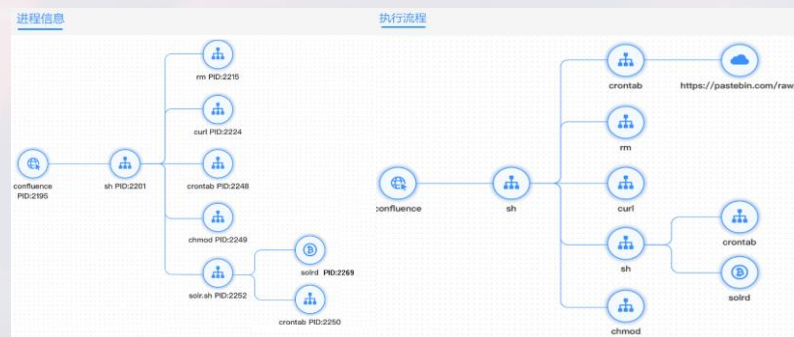 进程信息
执行流程
rm PID:2215
curl PID:2224
confluence
PID:2195
sh PID:2201
crontab PID:2248
chmod PID:2249
solr.sh PID:2252
solrd PID:2269
crontab PID:2250
crontab
https://pastebin.com/raw
rm
confluence
sh
curl
sh
crontab
solrd
chmod